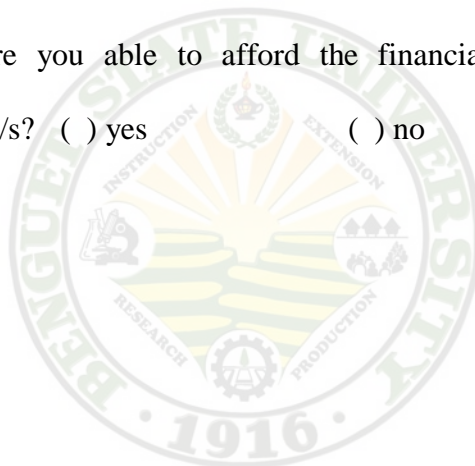 re you able to afford the financia
/s? ( ) yes ( ) no
BENGUET STATE UNIVERSITY
INSTRUCTION
EXTENSION
RESEARCH
PRODUCTION
· 1916 ·